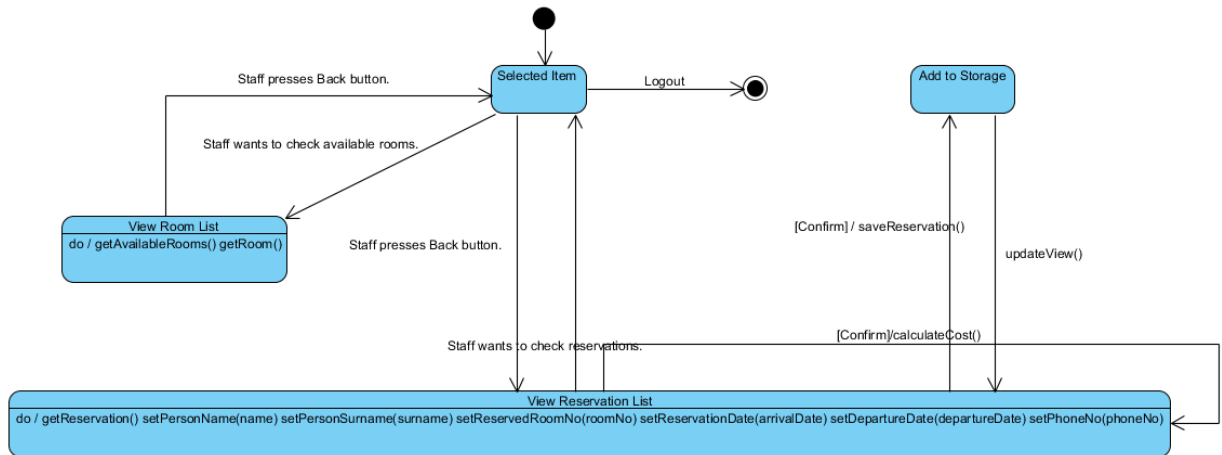 Selected Item
Add to Storage
Staff presses Back button.
Logout
Staff wants to check available rooms.
View Room List
do / getAvailableRooms() getRoom()
[Confirm] / saveReservation()
Staff presses Back button.
updateView()
[Confirm]/calculateCost()
Staff wants to check reservations.
View Reservation List
do / getReservation() setPersonName(name) setPersonSurname(surname) setReservedRoomNo(roomNo) setReservationDate(arrivalDate) setDepartureDate(departureDate) setPhoneNo(phoneNo)